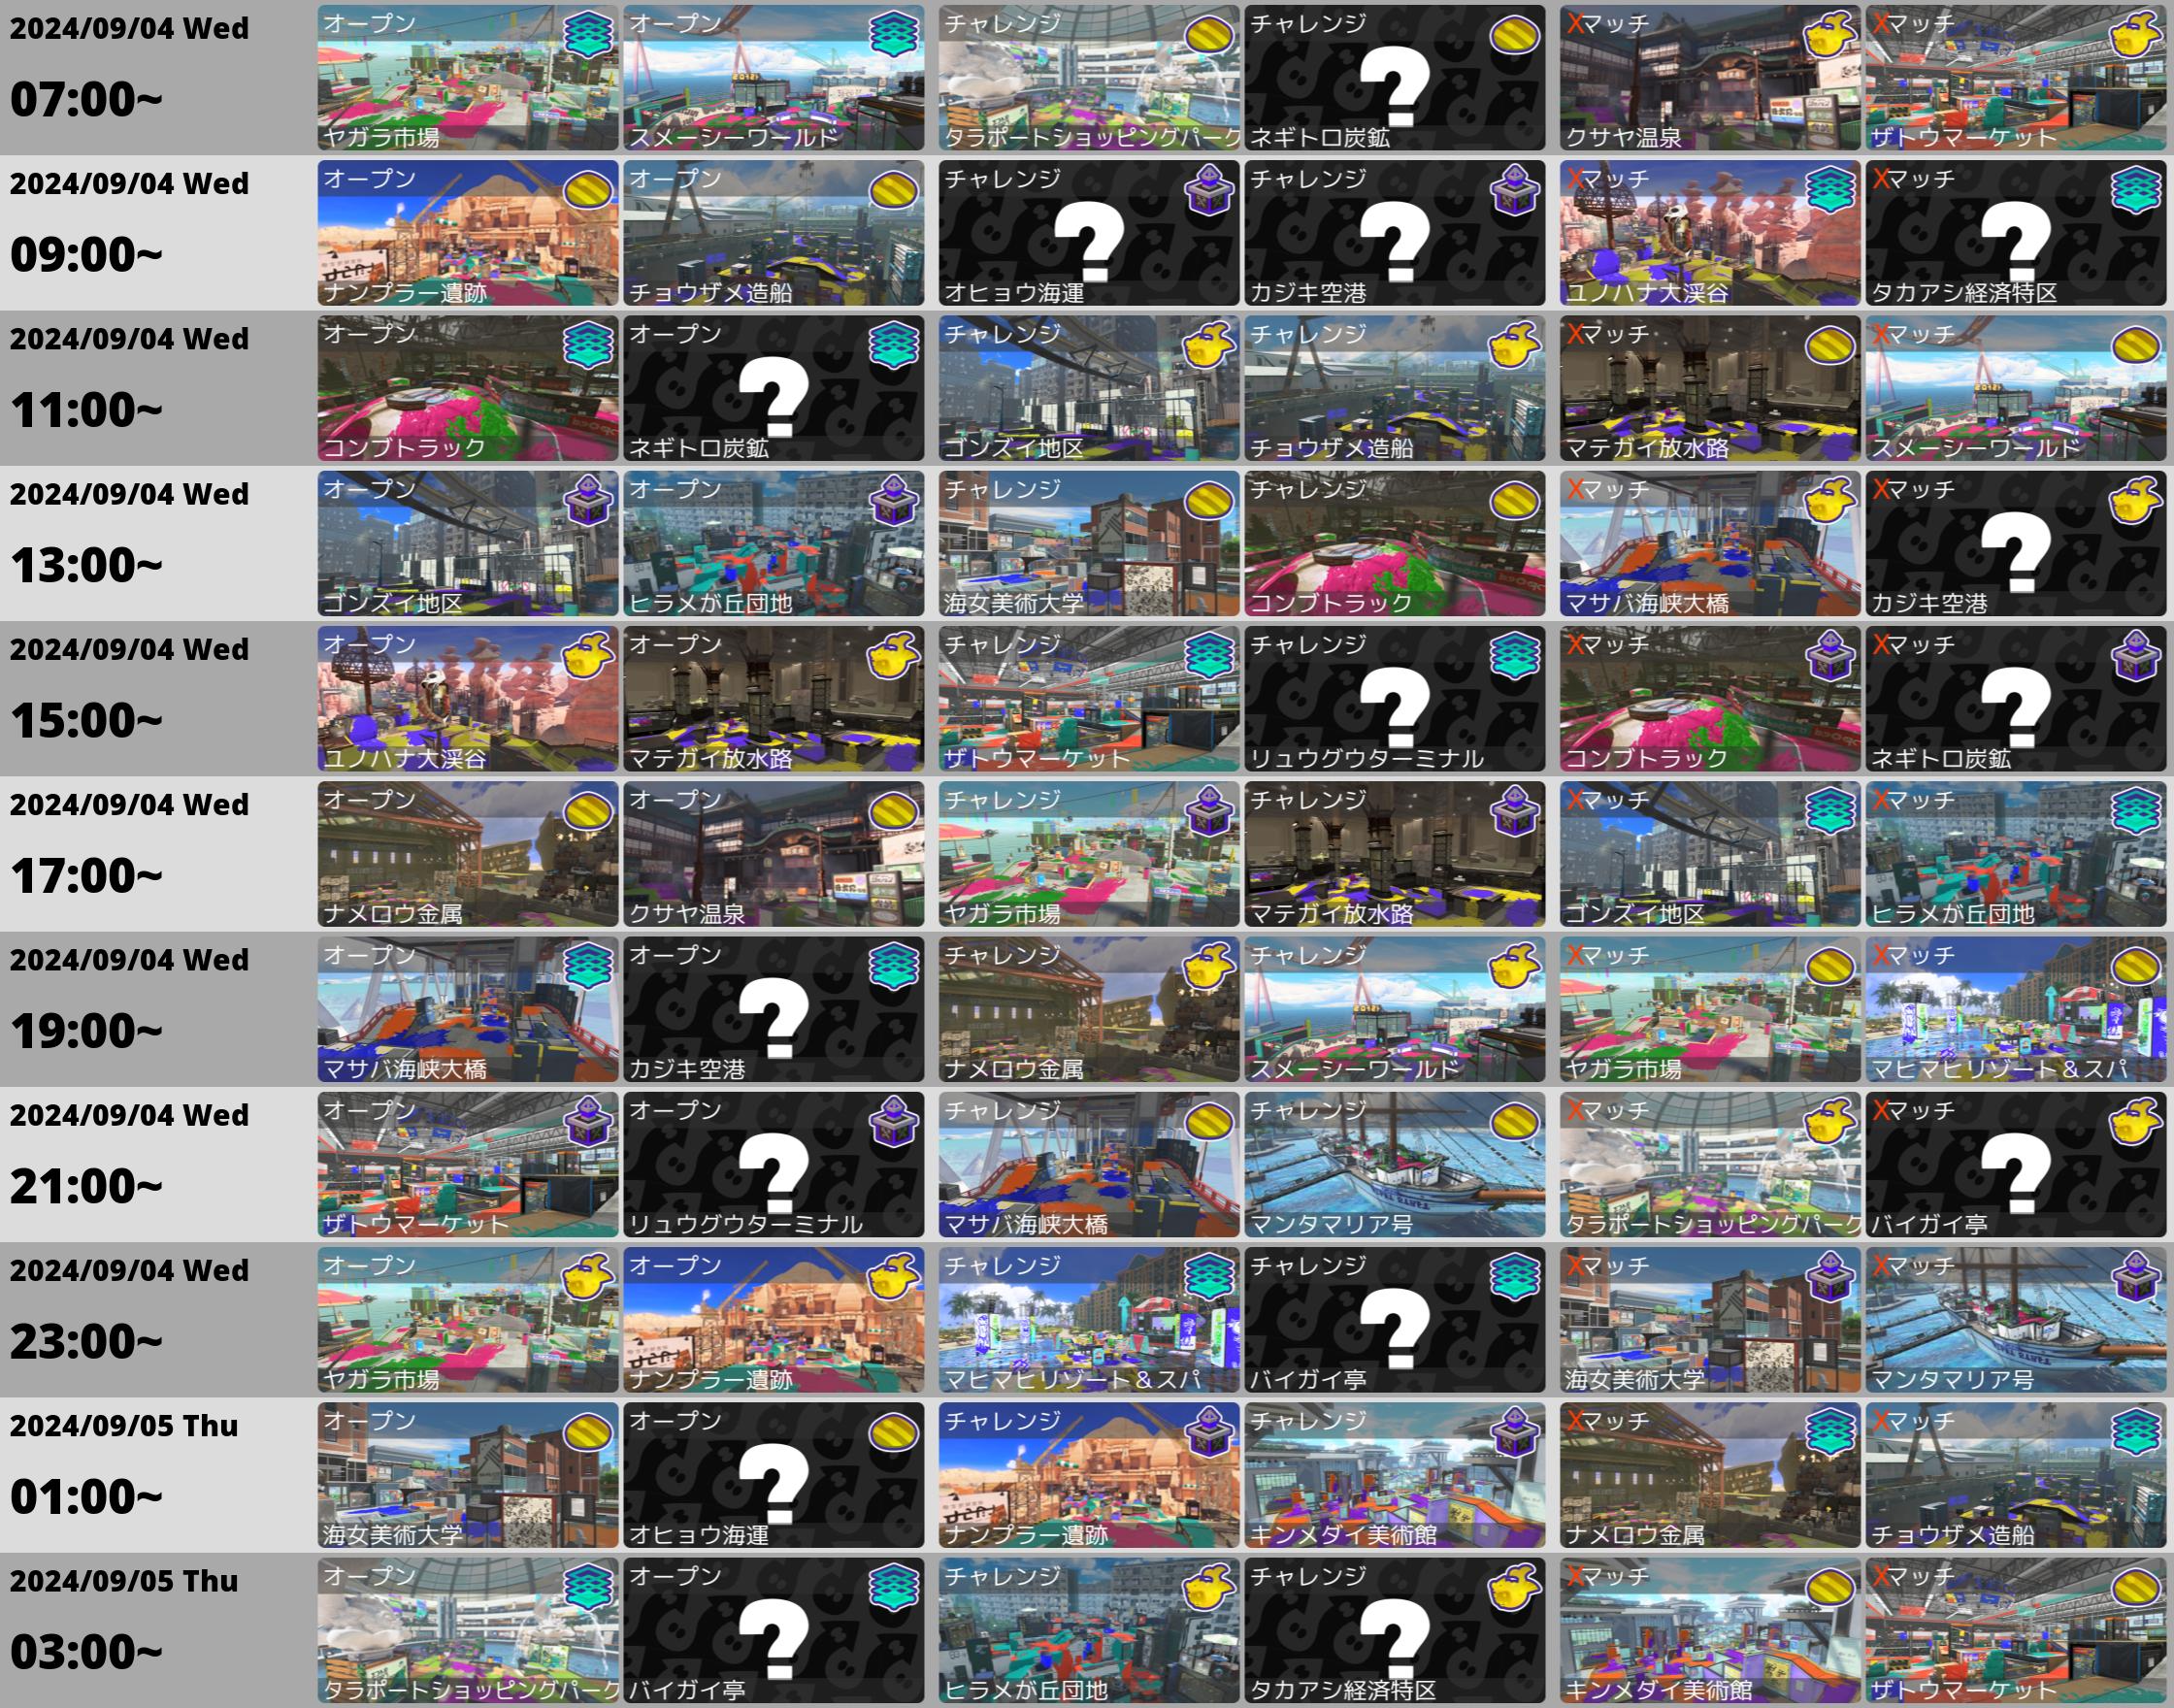 2024/09/04 Wed
07:00~
オープン
ヤガラ市場
オープン
スメーシーワールド
チャレンジ
タラポートショッピングパーク
チャレンジ
ネギトロ炭鉱
Xマッチ
クサヤ温泉
Xマッチ
ザトウマーケット
2024/09/04 Wed
09:00~
オープン
ナンプラー遺跡
オープン
チョウザメ造船
チャレンジ
オヒョウ海運
チャレンジ
カジキ空港
Xマッチ
ユノハナ大渓谷
Xマッチ
タカアシ経済特区
2024/09/04 Wed
11:00~
オープン
コンブトラック
オープン
ネギトロ炭鉱
チャレンジ
ゴンズイ地区
チャレンジ
チョウザメ造船
Xマッチ
マテガイ放水路
Xマッチ
スメーシーワールド
2024/09/04 Wed
13:00~
オープン
ゴンズイ地区
オープン
ヒラメが丘団地
チャレンジ
海女美術大学
チャレンジ
コンブトラック
Xマッチ
マサバ海峡大橋
Xマッチ
カジキ空港
2024/09/04 Wed
15:00~
オープン
ユノハナ大渓谷
オープン
マテガイ放水路
チャレンジ
ザトウマーケット
チャレンジ
リュウグウターミナル
Xマッチ
コンブトラック
Xマッチ
ネギトロ炭鉱
2024/09/04 Wed
17:00~
オープン
ナメロウ金属
オープン
クサヤ温泉
チャレンジ
ヤガラ市場
チャレンジ
マテガイ放水路
Xマッチ
ゴンズイ地区
Xマッチ
ヒラメが丘団地
2024/09/04 Wed
19:00~
オープン
マサバ海峡大橋
オープン
カジキ空港
チャレンジ
ナメロウ金属
チャレンジ
スメーシーワールド
Xマッチ
ヤガラ市場
Xマッチ
マヒマヒリゾート＆スパ
2024/09/04 Wed
21:00~
オープン
ザトウマーケット
オープン
リュウグウターミナル
チャレンジ
マサバ海峡大橋
チャレンジ
マンタマリア号
Xマッチ
タラポートショッピングパーク
Xマッチ
バイガイ亭
2024/09/04 Wed
23:00~
オープン
ヤガラ市場
オープン
ナンプラー遺跡
チャレンジ
マヒマヒリゾート＆スパ
チャレンジ
バイガイ亭
Xマッチ
海女美術大学
Xマッチ
マンタマリア号
2024/09/05 Thu
01:00~
オープン
海女美術大学
オープン
オヒョウ海運
チャレンジ
ナンプラー遺跡
チャレンジ
キンメダイ美術館
Xマッチ
ナメロウ金属
Xマッチ
チョウザメ造船
2024/09/05 Thu
03:00~
オープン
タラポートショッピングパーク
オープン
バイガイ亭
チャレンジ
ヒラメが丘団地
チャレンジ
タカアシ経済特区
Xマッチ
キンメダイ美術館
Xマッチ
ザトウマーケット